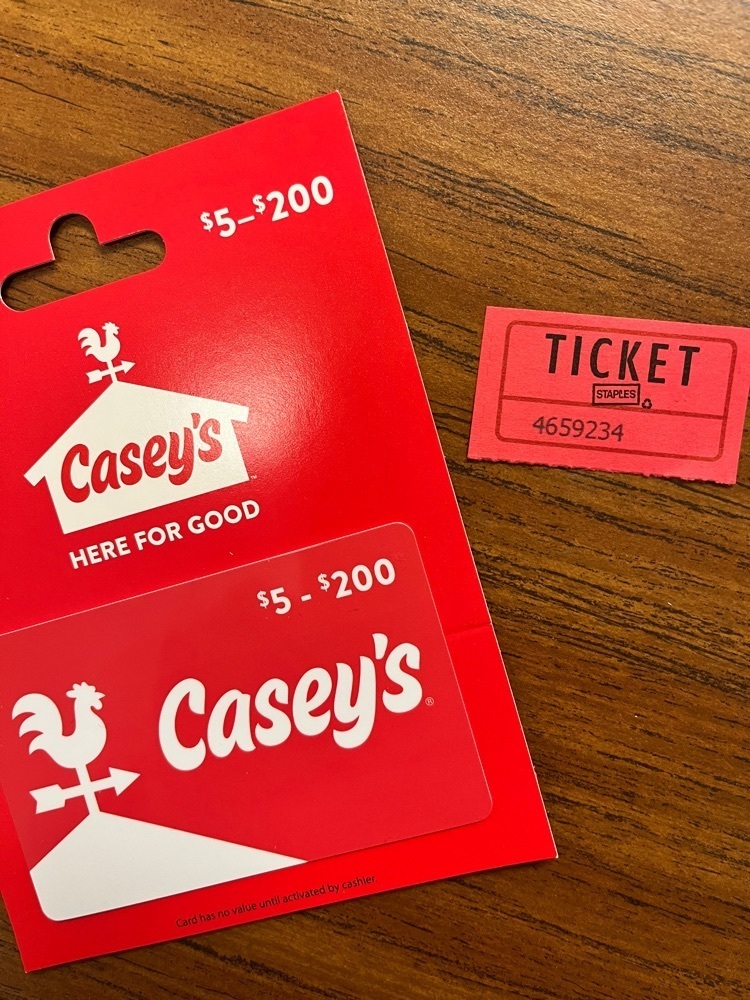 $5–$200
Casey's™
HERE FOR GOOD
$5 - $200
Casey's®
Card has no value until activated by cashier.
TICKET
STAPLES
4659234